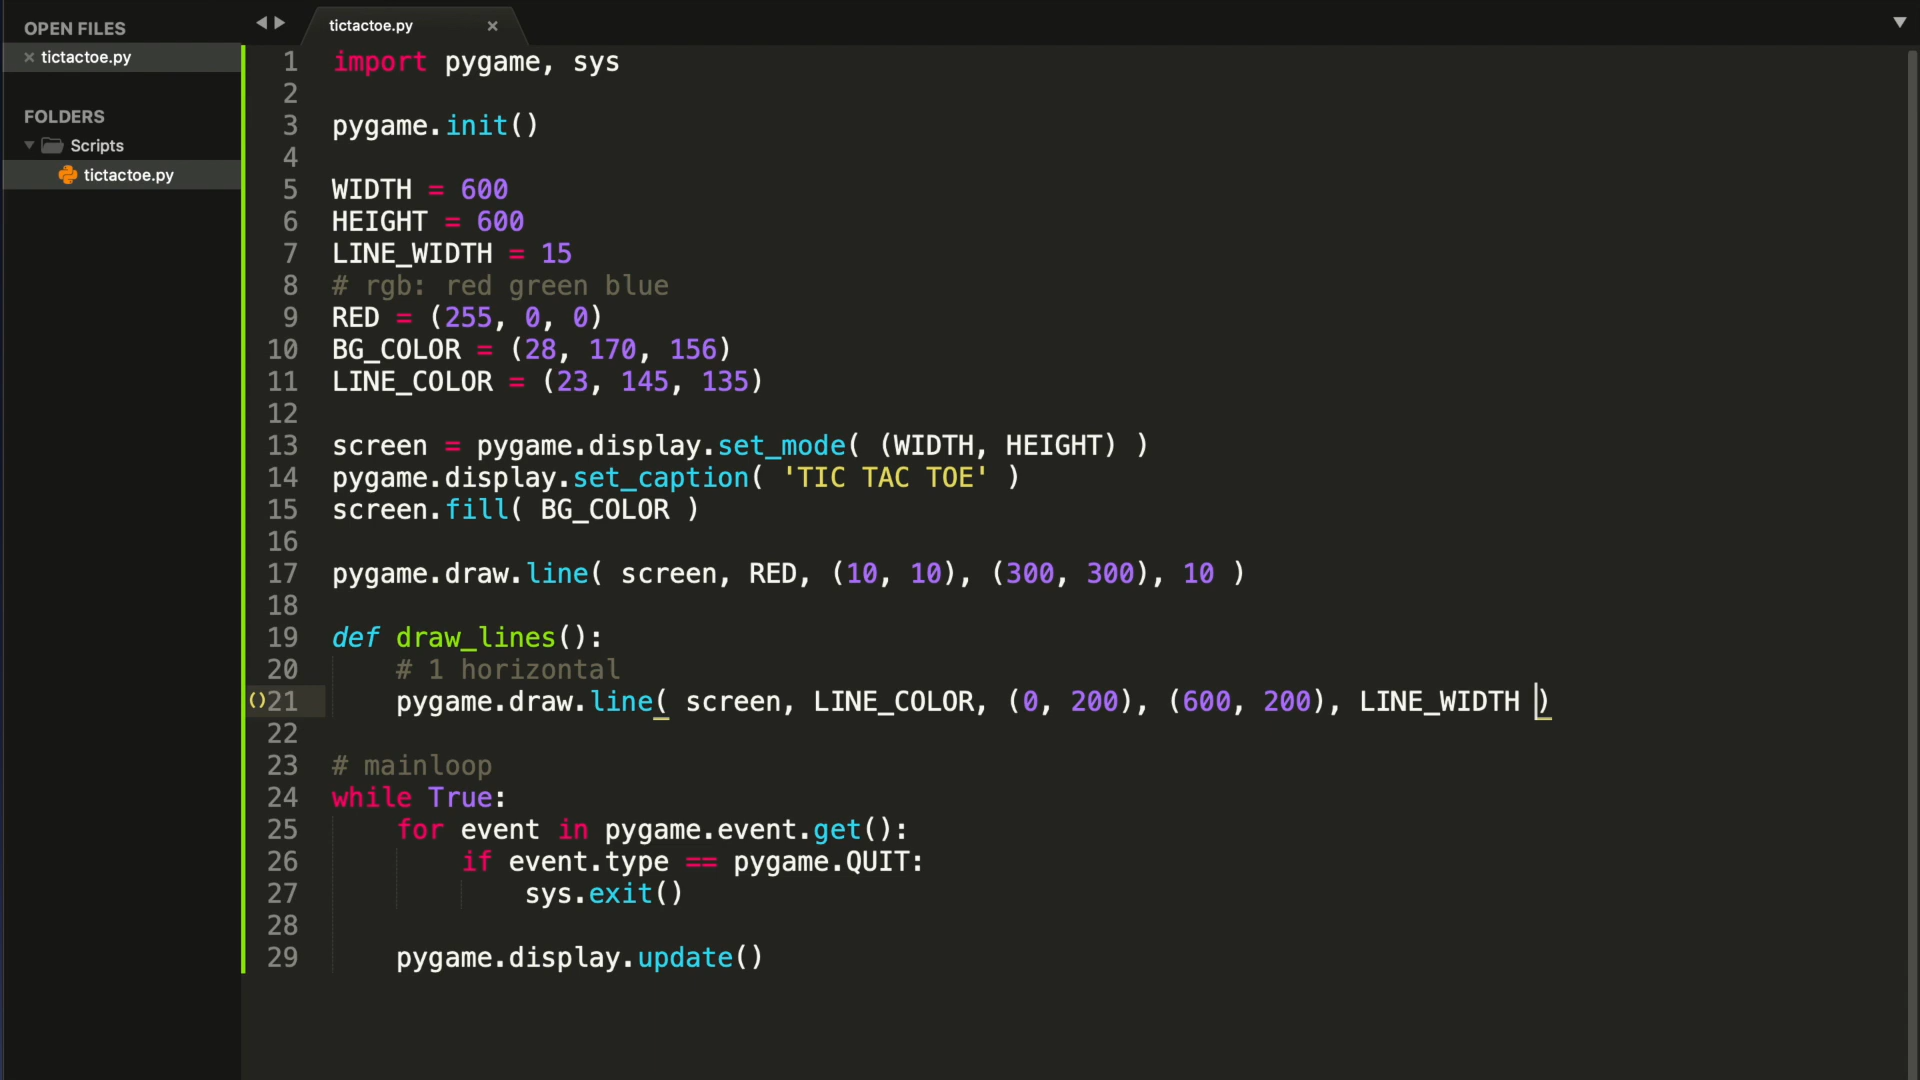 OPEN FILES
tictactoe.py
FOLDERS
Scripts
tictactoe.py
tictactoe.py
1 import pygame, sys
2
3 pygame.init()
4
5 WIDTH = 600
6 HEIGHT = 600
7 LINE_WIDTH = 15
8 # rgb: red green blue
9 RED = (255, 0, 0)
10 BG_COLOR = (28, 170, 156)
11 LINE_COLOR = (23, 145, 135)
12
13 screen = pygame.display.set_mode( (WIDTH, HEIGHT) )
14 pygame.display.set_caption( 'TIC TAC TOE' )
15 screen.fill( BG_COLOR )
16
17 pygame.draw.line( screen, RED, (10, 10), (300, 300), 10 )
18
19 def draw_lines():
20     # 1 horizontal
()21     pygame.draw.line( screen, LINE_COLOR, (0, 200), (600, 200), LINE_WIDTH )
22
23 # mainloop
24 while True:
25     for event in pygame.event.get():
26         if event.type == pygame.QUIT:
27             sys.exit()
28
29     pygame.display.update()